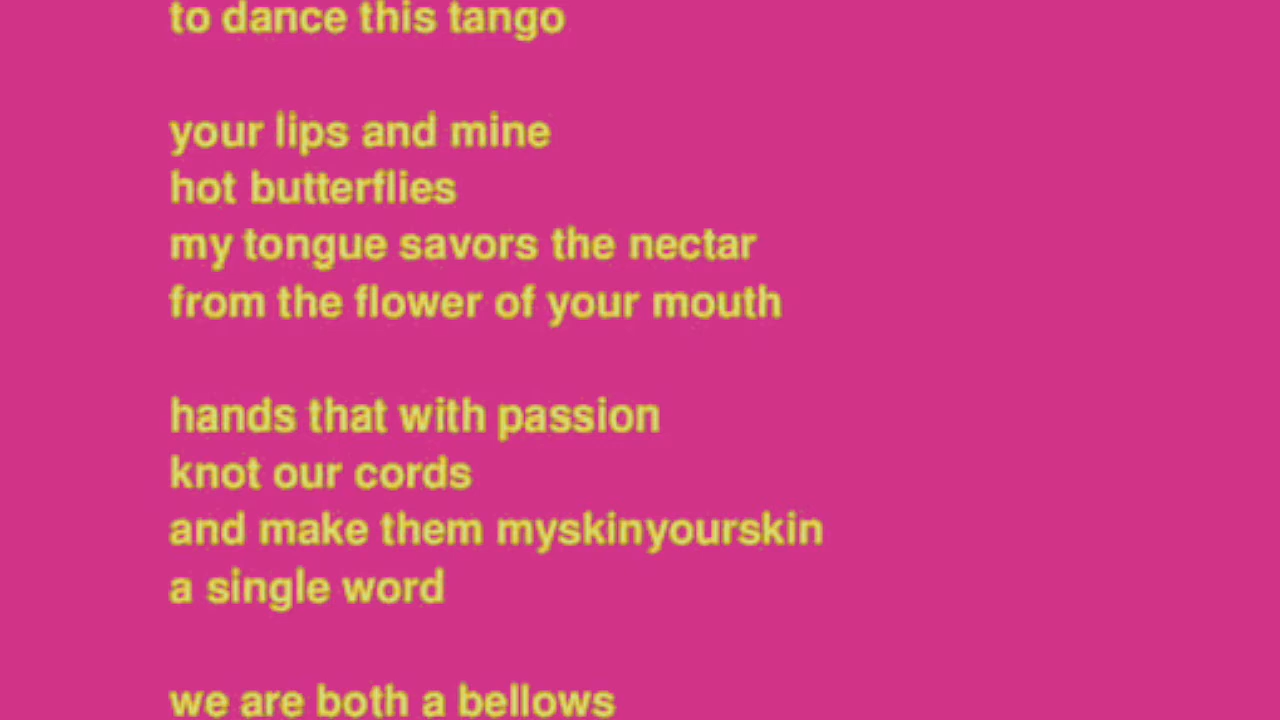 to dance this tango
your lips and mine
hot butterflies
my tongue savors the nectar
from the flower of your mouth
hands that with passion
knot our cords
and make them myskinyourskin
a single word
we are both a bellows